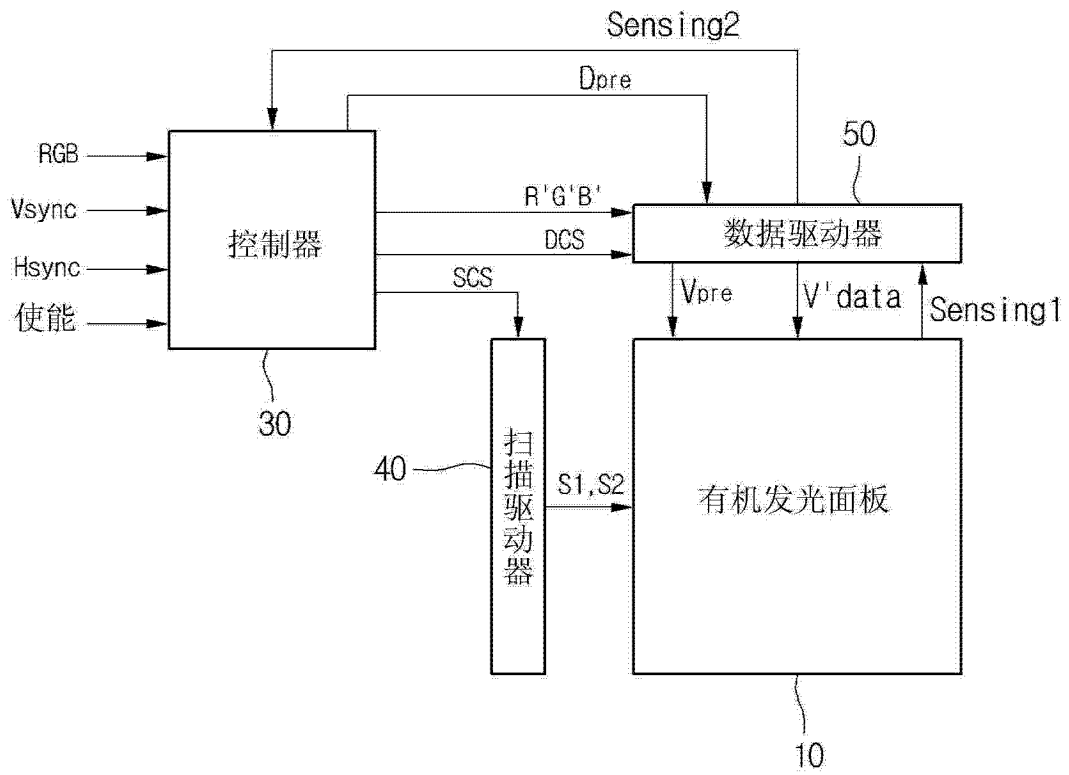 Sensing2
Dpre
50
RGB
Vsync
Hsync
使能
控制器
R'G'B'
DCS
SCS
数据驱动器
Vpre
V'data
Sensing1
30
40
扫描驱动器
S1,S2
有机发光面板
10